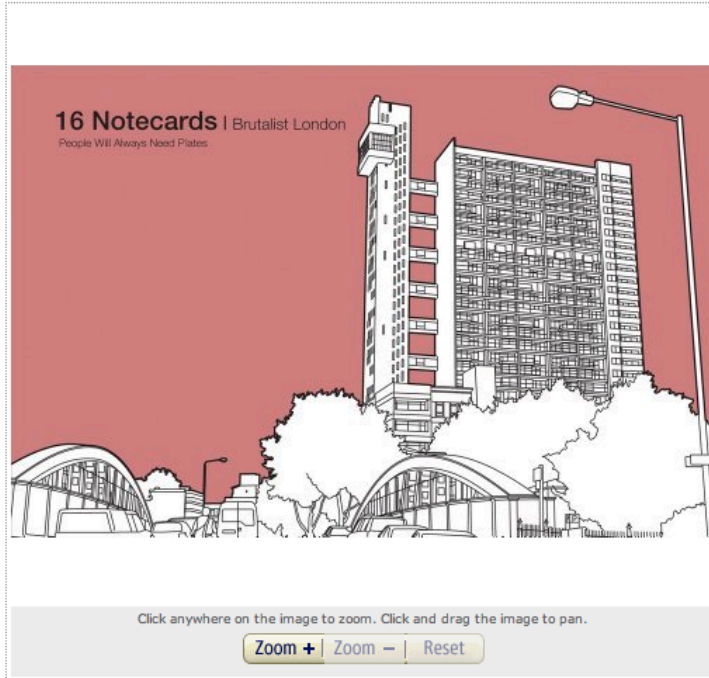 16 Notecards | Brutalist London
People Will Always Need Plates
Click anywhere on the image to zoom. Click and drag the image to pan.
Zoom + | Zoom − | Reset